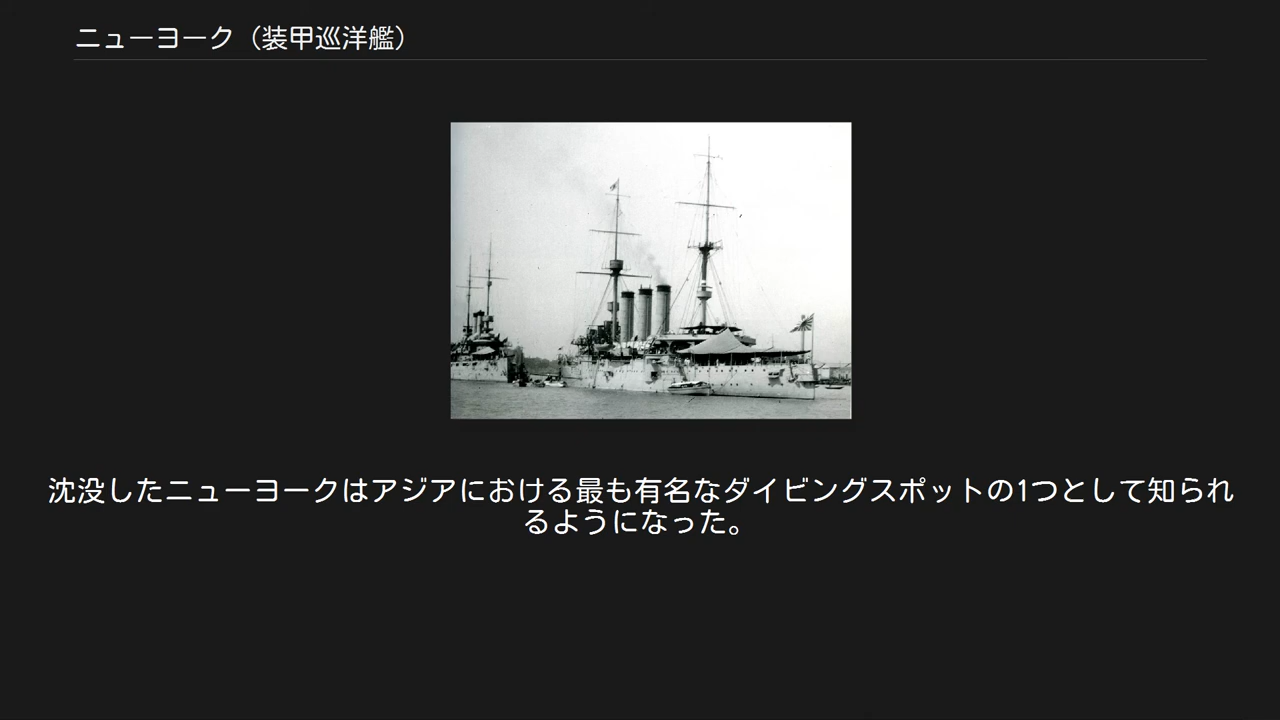 ニューヨーク（装甲巡洋艦）
沈没したニューヨークはアジアにおける最も有名なダイビングスポットの1つとして知られ
るようになった。